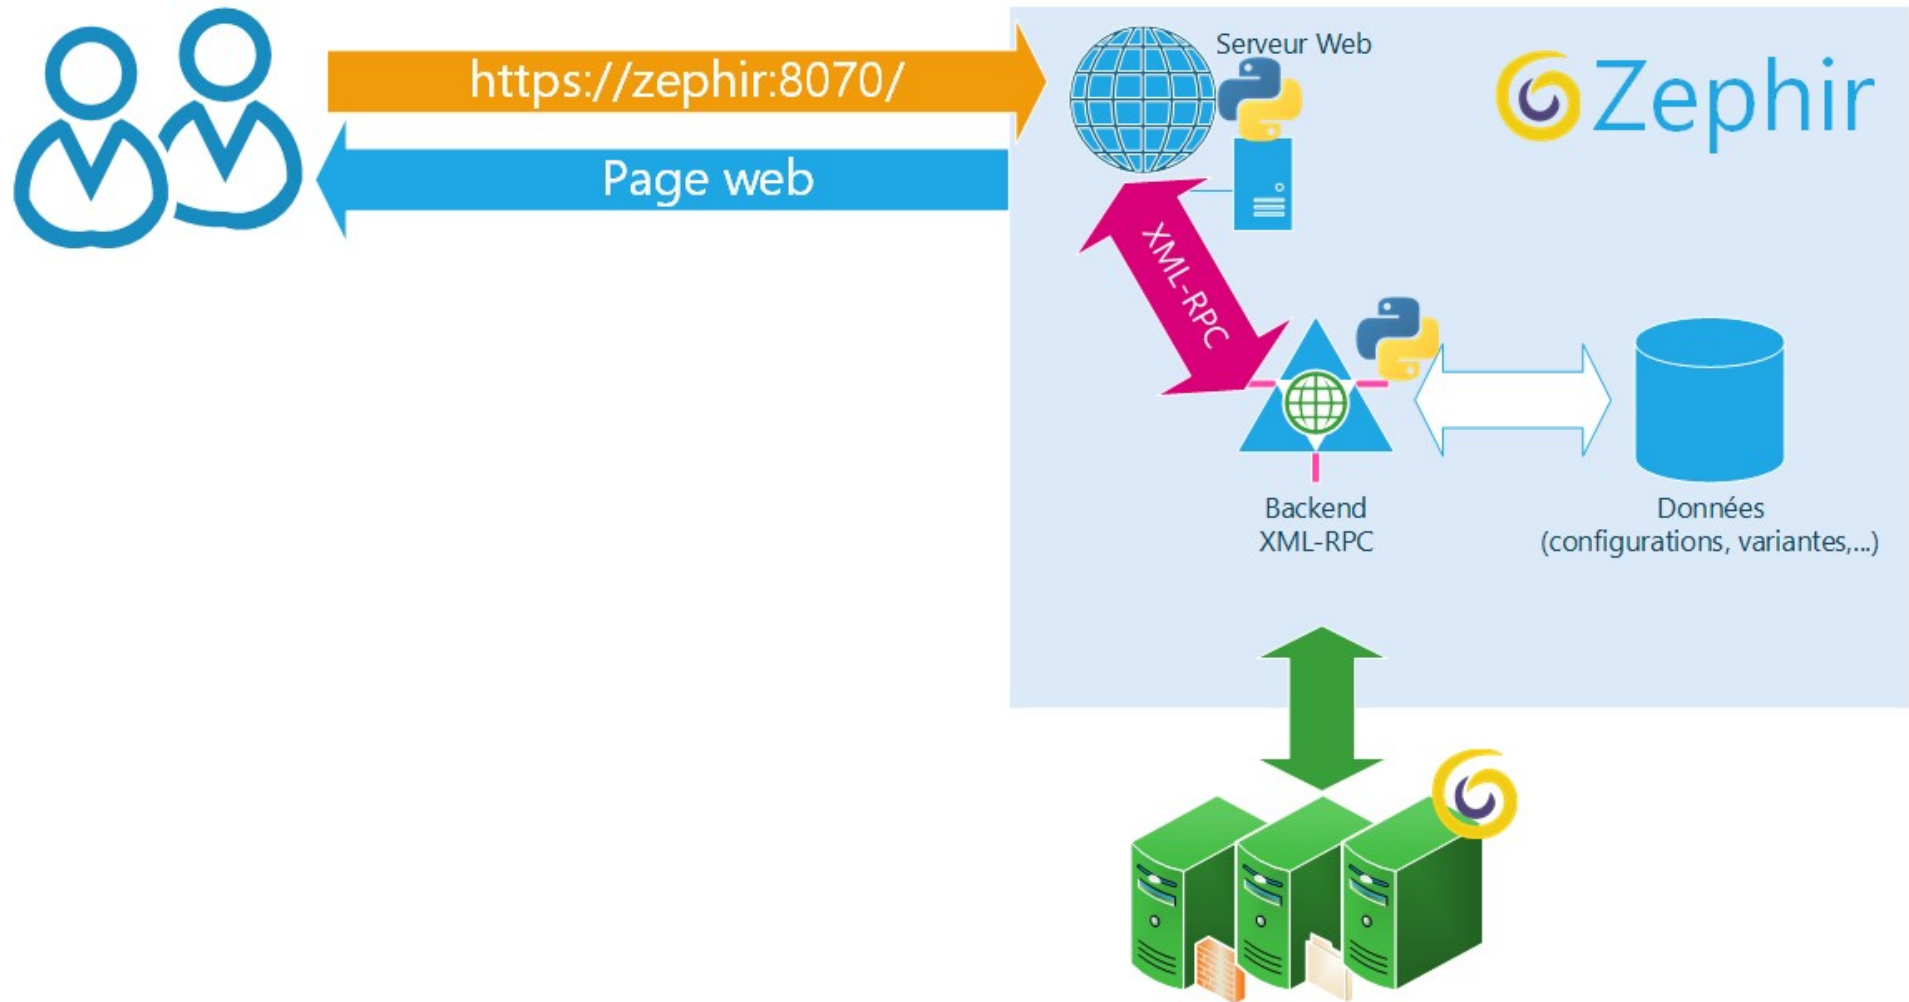 https://zephir:8070/
Page web
Serveur Web
Zephir
XML-RPC
Backend
XML-RPC
Données
(configurations, variantes,...)